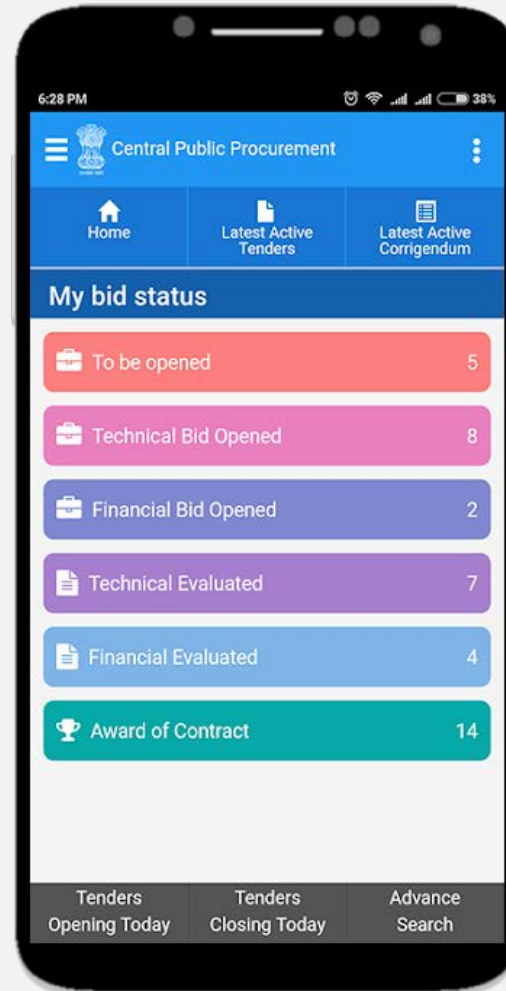 6:28 PM 38%
Central Public Procurement
Home
Latest Active
Tenders
Latest Active
Corrigendum
My bid status
To be opened 5
Technical Bid Opened 8
Financial Bid Opened 2
Technical Evaluated 7
Financial Evaluated 4
Award of Contract 14
Tenders
Opening Today
Tenders
Closing Today
Advance
Search